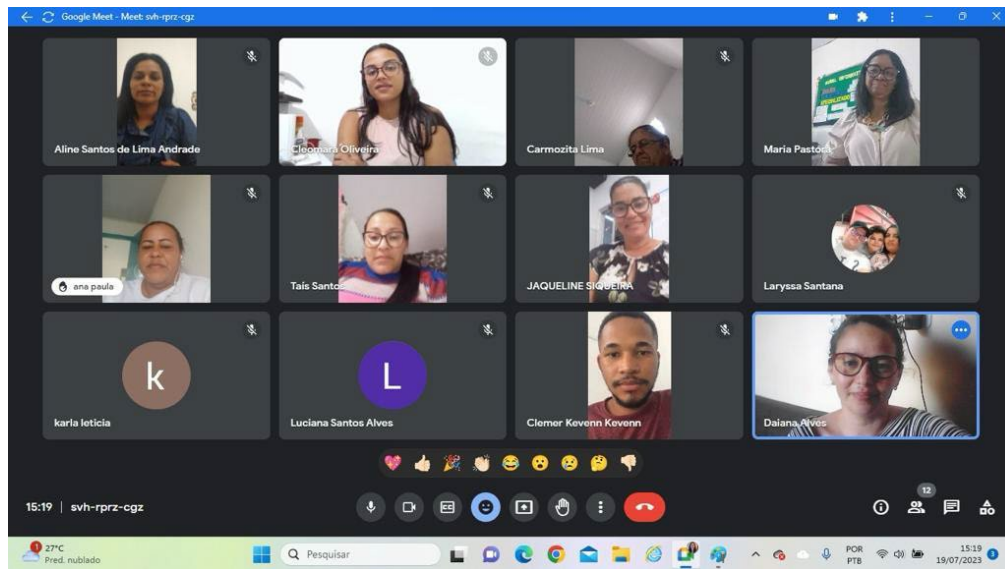 Google Meet - Meet: svh-rprz-cgz
Aline Santos de Lima Andrade
Cleomara Oliveira
Carmozita Lima
Maria Pastora
ana paula
Taís Santos
JAQUELINE SIQUEIRA
Laryssa Santana
k
karla leticia
L
Luciana Santos Alves
Clemer Kevenn Kevenn
Daiana Alves
15:19 | svh-rprz-cgz
12
1
27°C
Pred. nublado
Pesquisar
POR
PTB
15:19
19/07/2023
3